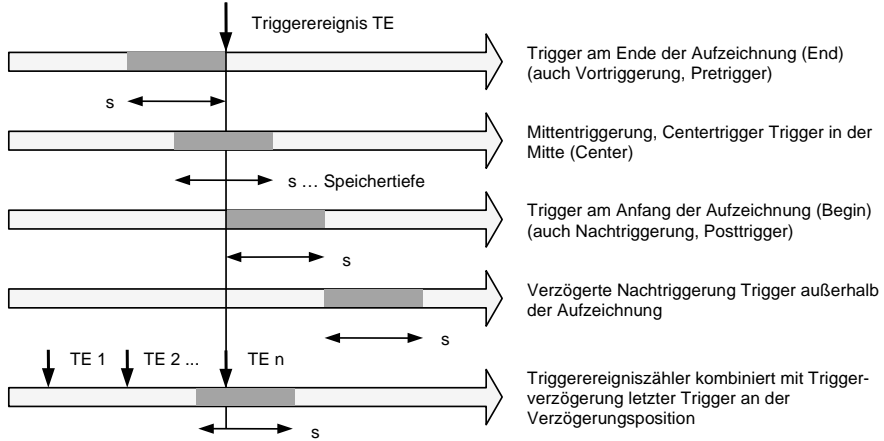 Triggerereignis TE
Trigger am Ende der Aufzeichnung (End)
(auch Vortriggerung, Pretrigger)
s
Mittentriggerung, Centertrigger Trigger in der
Mitte (Center)
s ... Speichertiefe
Trigger am Anfang der Aufzeichnung (Begin)
(auch Nachtriggerung, Posttrigger)
s
Verzögerte Nachtriggerung Trigger außerhalb
der Aufzeichnung
s
TE 1 TE 2 ... TE n
Triggerereigniszähler kombiniert mit Trigger-
verzögerung letzter Trigger an der
Verzögerungsposition
s